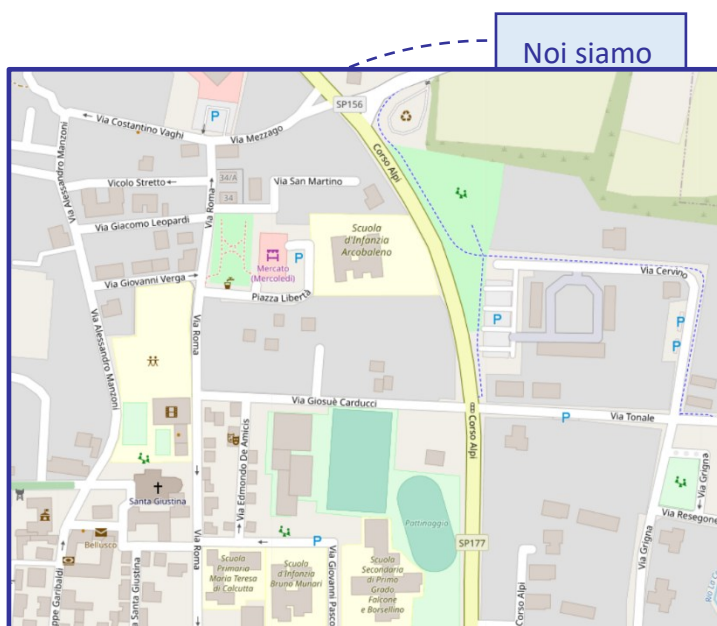 Noi siamo
SP156
Via Costantino Vaghi
P
Via Mezzago
Via Alessandro Manzoni
Corso Alpi
34/A
Vicolo Stretto
Via San Martino
34
Via Roma
Via Giacomo Leopardi
Scuola
d'Infanzia
Arcobaleno
Mercato
(Mercoledì)
P
Via Cervino
Via Giovanni Verga
Piazza Libertà
P
P
P
Via Alessandro Manzoni
Via Roma
Via Giosuè Carducci
Corso Alpi
P
Via Tonale
Via Edmondo De Amicis
Via Grigna
Santa Giustina
Pattinaggio
Via Resegone
Via Roma
Via Grigna
Bellusco
P
SP177
Scuola
Primaria
Maria Teresa
di Calcutta
Scuola
d'Infanzia
Bruno Munari
Scuola
Secondaria
di Primo
Grado
Falcone
e Borsellino
Via Giovanni Pasco
ppe Garibaldi
a Santa Giustina
Corso Alpi